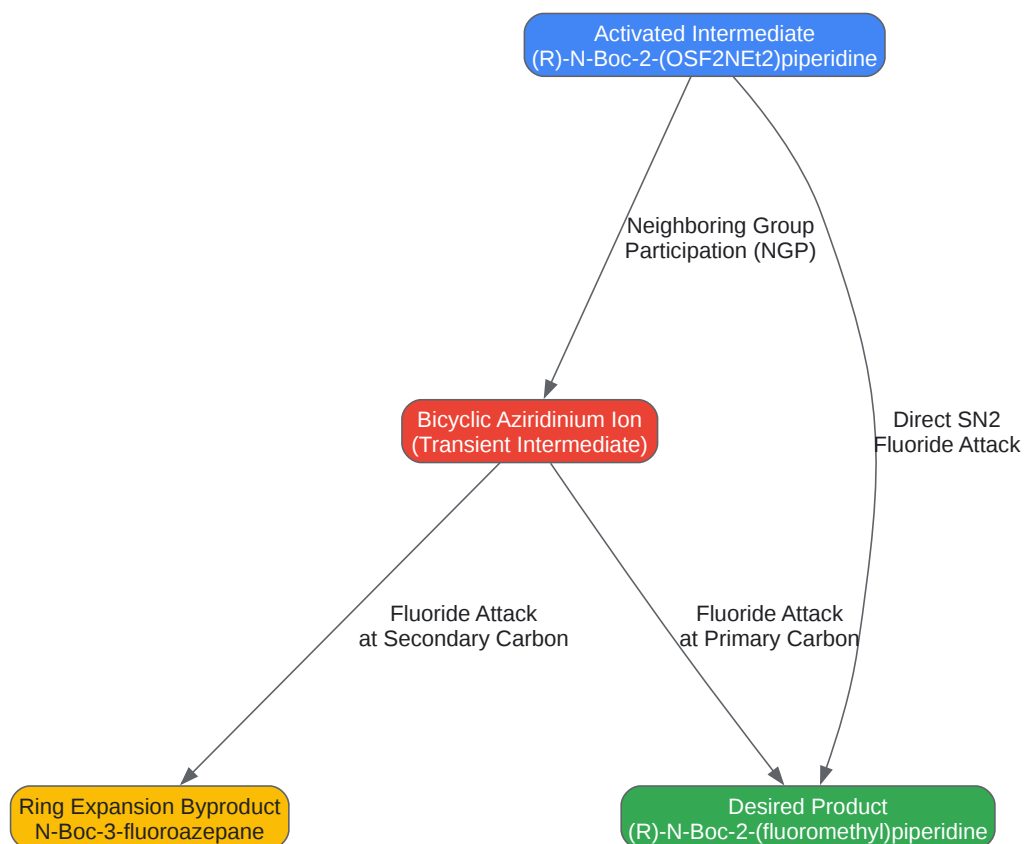 Activated Intermediate
(R)-N-Boc-2-(OSF2NEt2)piperidine
Neighboring Group
Participation (NGP)
Bicyclic Aziridinium Ion
(Transient Intermediate)
Direct SN2
Fluoride Attack
Fluoride Attack
at Secondary Carbon
Fluoride Attack
at Primary Carbon
Ring Expansion Byproduct
N-Boc-3-fluoroazepane
Desired Product
(R)-N-Boc-2-(fluoromethyl)piperidine